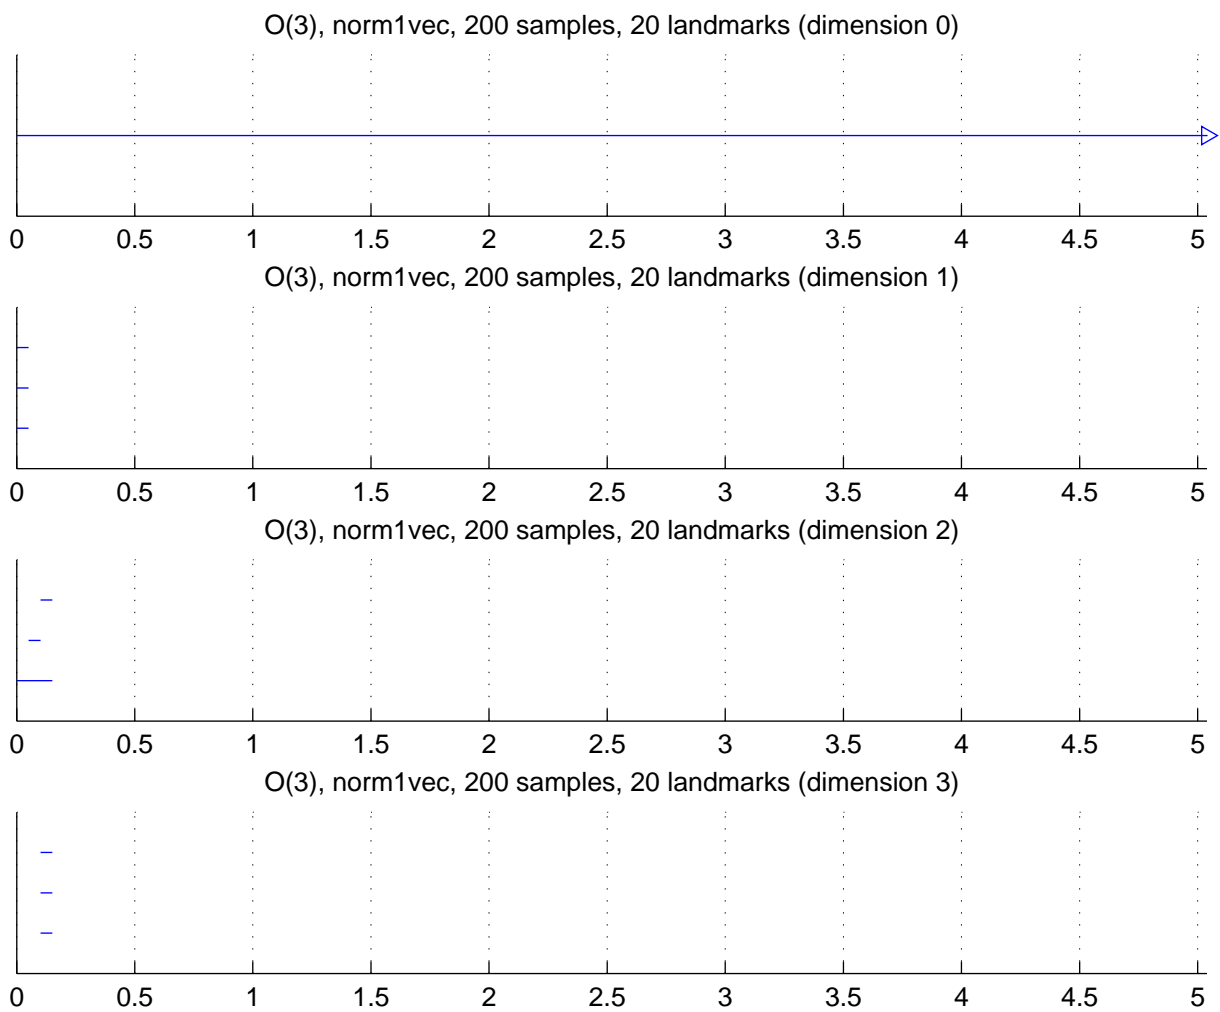 O(3), norm1vec, 200 samples, 20 landmarks (dimension 0)
0 0.5 1 1.5 2 2.5 3 3.5 4 4.5 5
O(3), norm1vec, 200 samples, 20 landmarks (dimension 1)
0 0.5 1 1.5 2 2.5 3 3.5 4 4.5 5
O(3), norm1vec, 200 samples, 20 landmarks (dimension 2)
0 0.5 1 1.5 2 2.5 3 3.5 4 4.5 5
O(3), norm1vec, 200 samples, 20 landmarks (dimension 3)
0 0.5 1 1.5 2 2.5 3 3.5 4 4.5 5